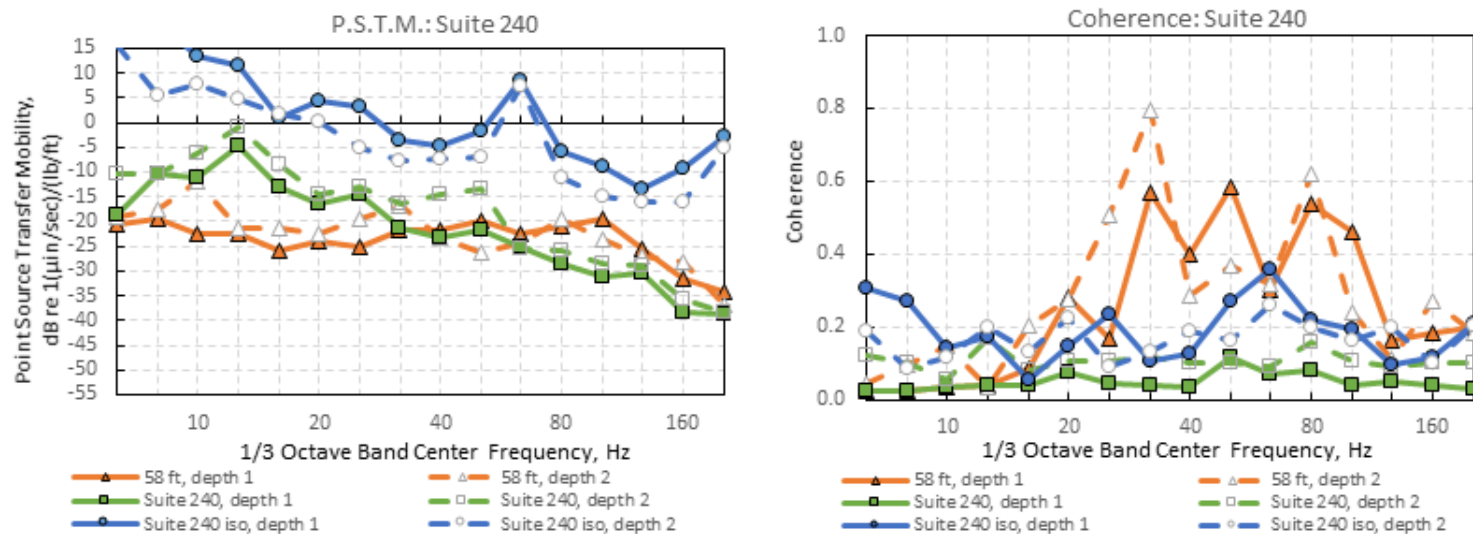 P.S.T.M.: Suite 240
Point Source Transfer Mobility,
dB re 1(μin/sec)/(lb/ft)
15
10
5
0
-5
-10
-15
-20
-25
-30
-35
-40
-45
-50
-55
10 20 40 80 160
1/3 Octave Band Center Frequency, Hz
58 ft, depth 1 58 ft, depth 2
Suite 240, depth 1 Suite 240, depth 2
Suite 240 iso, depth 1 Suite 240 iso, depth 2
Coherence: Suite 240
Coherence
1.0
0.8
0.6
0.4
0.2
0.0
10 20 40 80 160
1/3 Octave Band Center Frequency, Hz
58 ft, depth 1 58 ft, depth 2
Suite 240, depth 1 Suite 240, depth 2
Suite 240 iso, depth 1 Suite 240 iso, depth 2